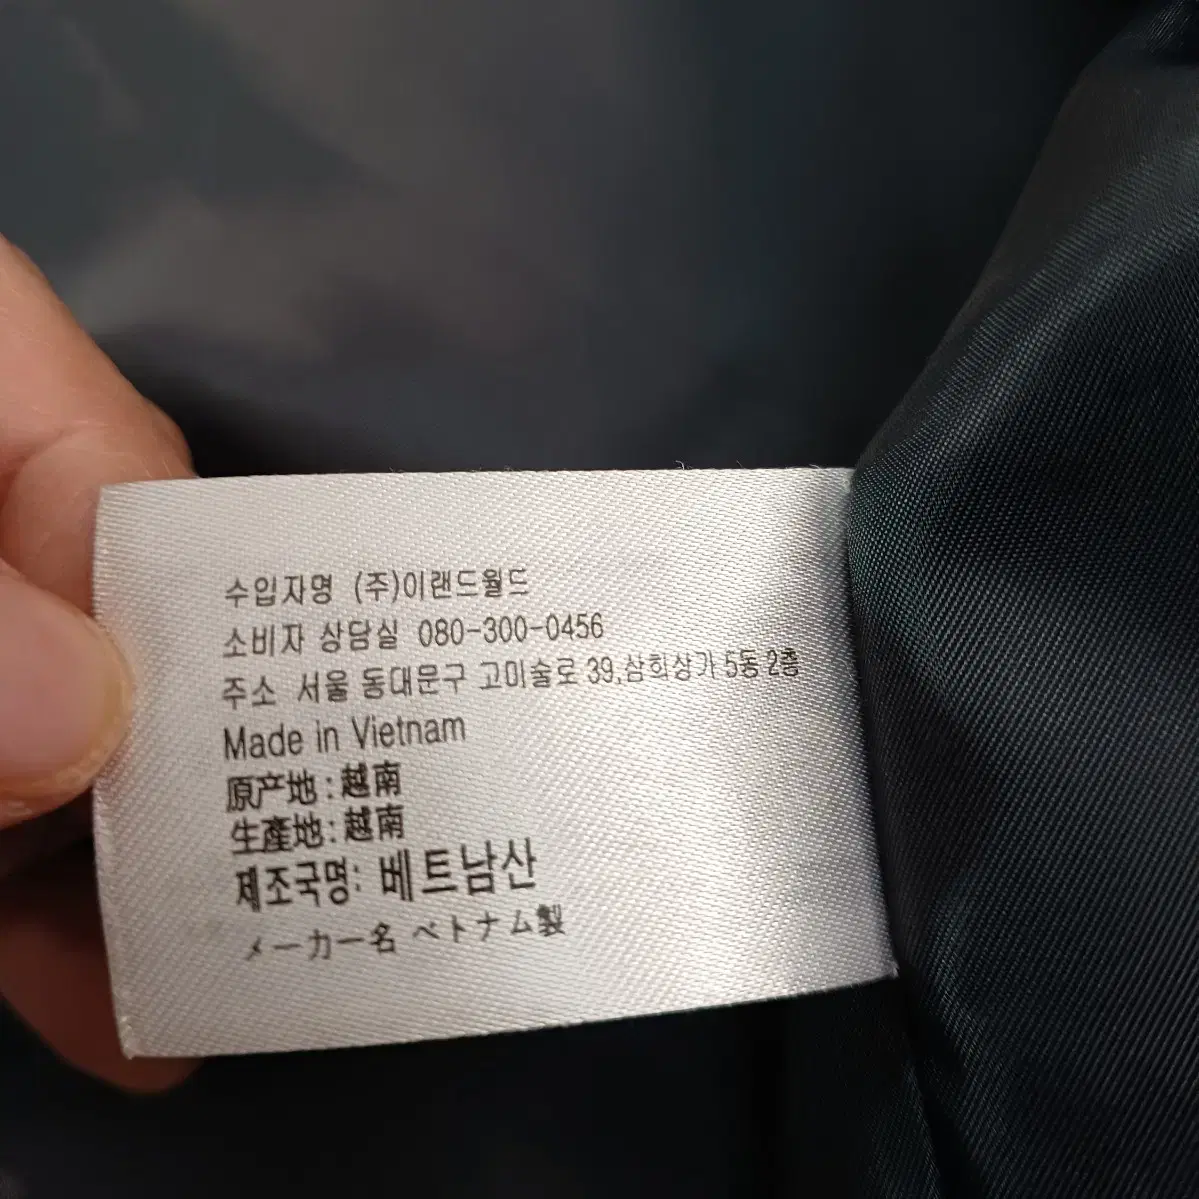 수입자명 (주)이랜드월드
소비자 상담실 080-300-0456
주소 서울 동대문구 고미술로 39,삼희상가 5동 2층
Made in Vietnam
原产地:越南
生產地:越南
제조국명: 베트남산
メーカー名 ベトナム製